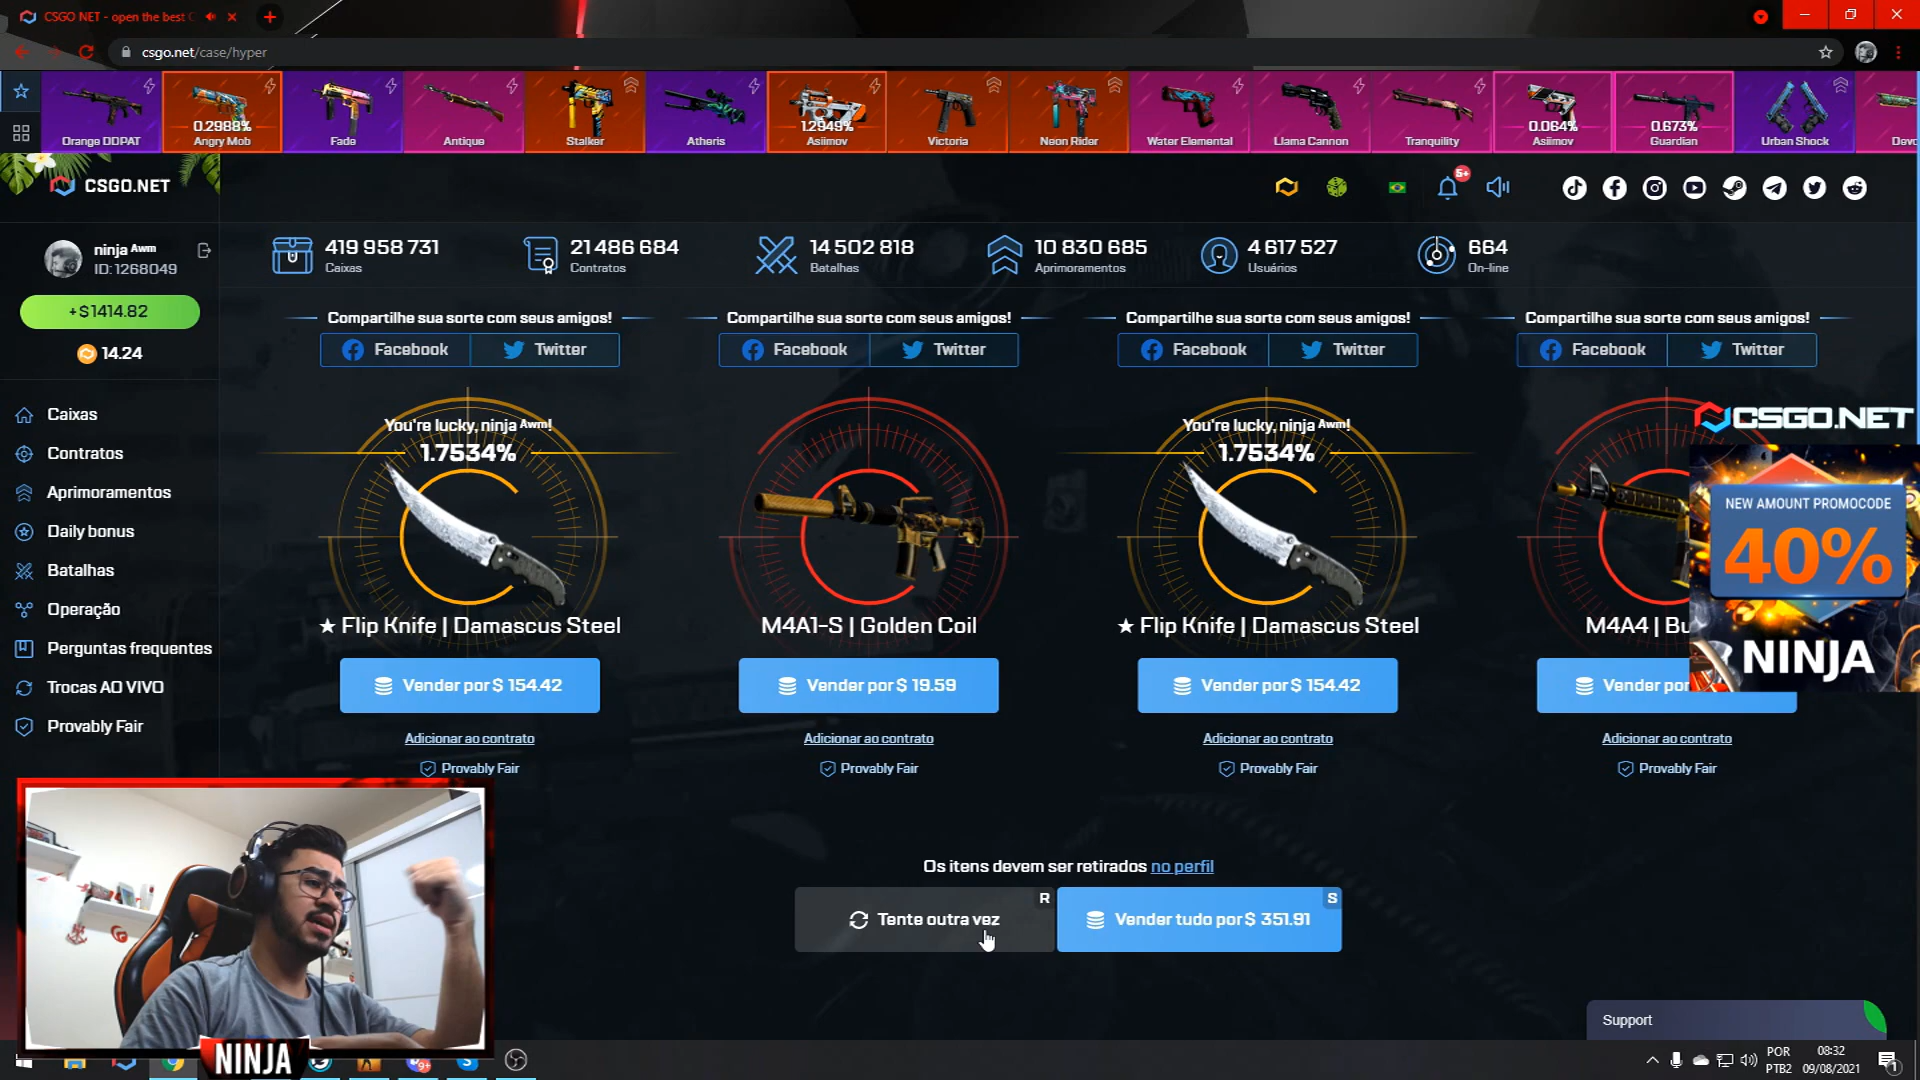 CSGO NET - open the best C
csgo.net/case/hyper
Orange DDPAT
0.2988%
Angry Mob
Fade
Antique
Stalker
Atheris
1.2949%
Asiimov
Victoria
Neon Rider
Water Elemental
Llama Cannon
Tranquility
0.064%
Asiimov
0.673%
Guardian
Urban Shock
Devo
CSGO.NET
5+
ninja Awm
ID: 1268049
+$1414.82
14.24
419 958 731
Caixas
21 486 684
Contratos
14 502 818
Batalhas
10 830 685
Aprimoramentos
4 617 527
Usuários
664
On-line
Caixas
Contratos
Aprimoramentos
Daily bonus
Batalhas
Operação
Perguntas frequentes
Trocas AO VIVO
Provably Fair
Compartilhe sua sorte com seus amigos!
Facebook Twitter
You're lucky, ninja Awm!
1.7534%
★ Flip Knife | Damascus Steel
Vender por $ 154.42
Adicionar ao contrato
Provably Fair
Compartilhe sua sorte com seus amigos!
Facebook Twitter
M4A1-S | Golden Coil
Vender por $ 19.59
Adicionar ao contrato
Provably Fair
Compartilhe sua sorte com seus amigos!
Facebook Twitter
You're lucky, ninja Awm!
1.7534%
★ Flip Knife | Damascus Steel
Vender por $ 154.42
Adicionar ao contrato
Provably Fair
Compartilhe sua sorte com seus amigos!
Facebook Twitter
M4A4 | Bu
Vender por
Adicionar ao contrato
Provably Fair
CSGO.NET
NEW AMOUNT PROMOCODE
40%
NINJA
Os itens devem ser retirados no perfil
Tente outra vez R
Vender tudo por $ 351.91 S
Support
NINJA
9+
POR
PTB2
08:32
09/08/2021
1